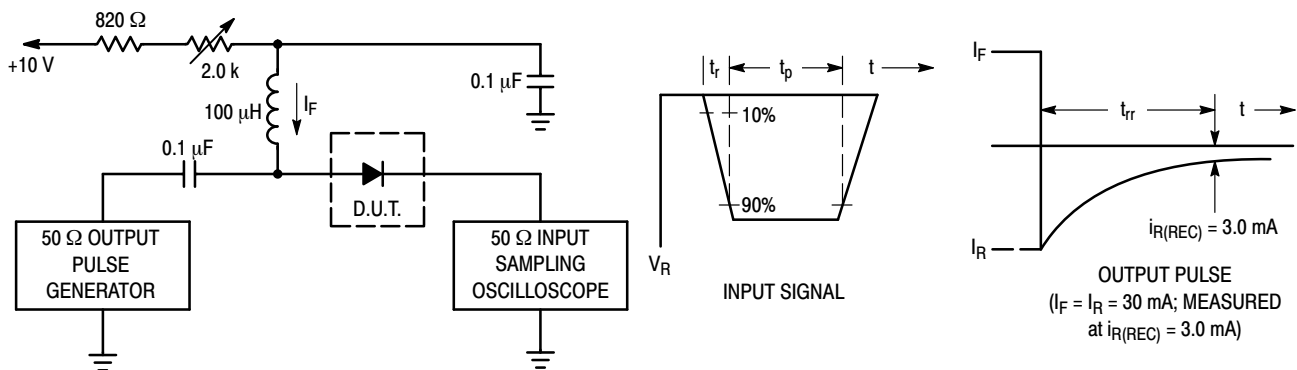 820 Ω
+10 V
2.0 k
100 μH
I_F
0.1 μF
0.1 μF
D.U.T.
50 Ω OUTPUT
PULSE
GENERATOR
50 Ω INPUT
SAMPLING
OSCILLOSCOPE
t_r
t_p
t
10%
90%
V_R
INPUT SIGNAL
I_F
t_rr
t
I_R
i_R(REC) = 3.0 mA
OUTPUT PULSE
(I_F = I_R = 30 mA; MEASURED
at i_R(REC) = 3.0 mA)